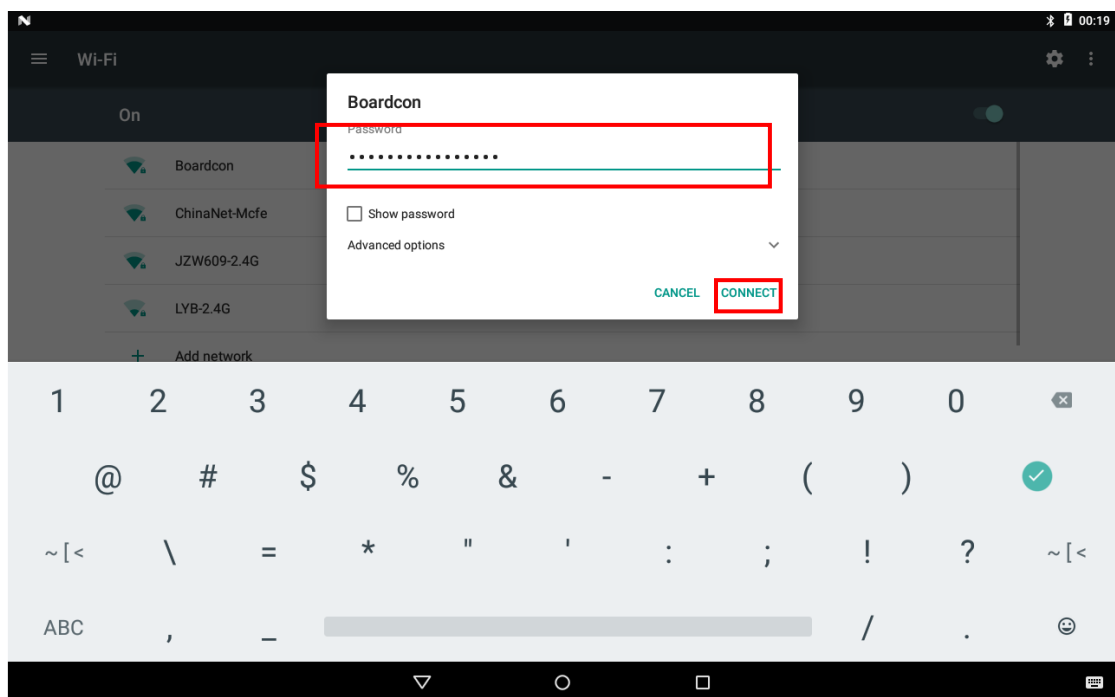 00:19
Wi-Fi
Boardcon
On
Password
••••••••••••••••
Boardcon
ChinaNet-Mcfe
Show password
JZW609-2.4G
Advanced options
CANCEL CONNECT
LYB-2.4G
Add network
1 2 3 4 5 6 7 8 9 0
@ # $ % & - + ( )
~ [ < \ = * " ' : ; ! ? ~ [ <
ABC , _ / .